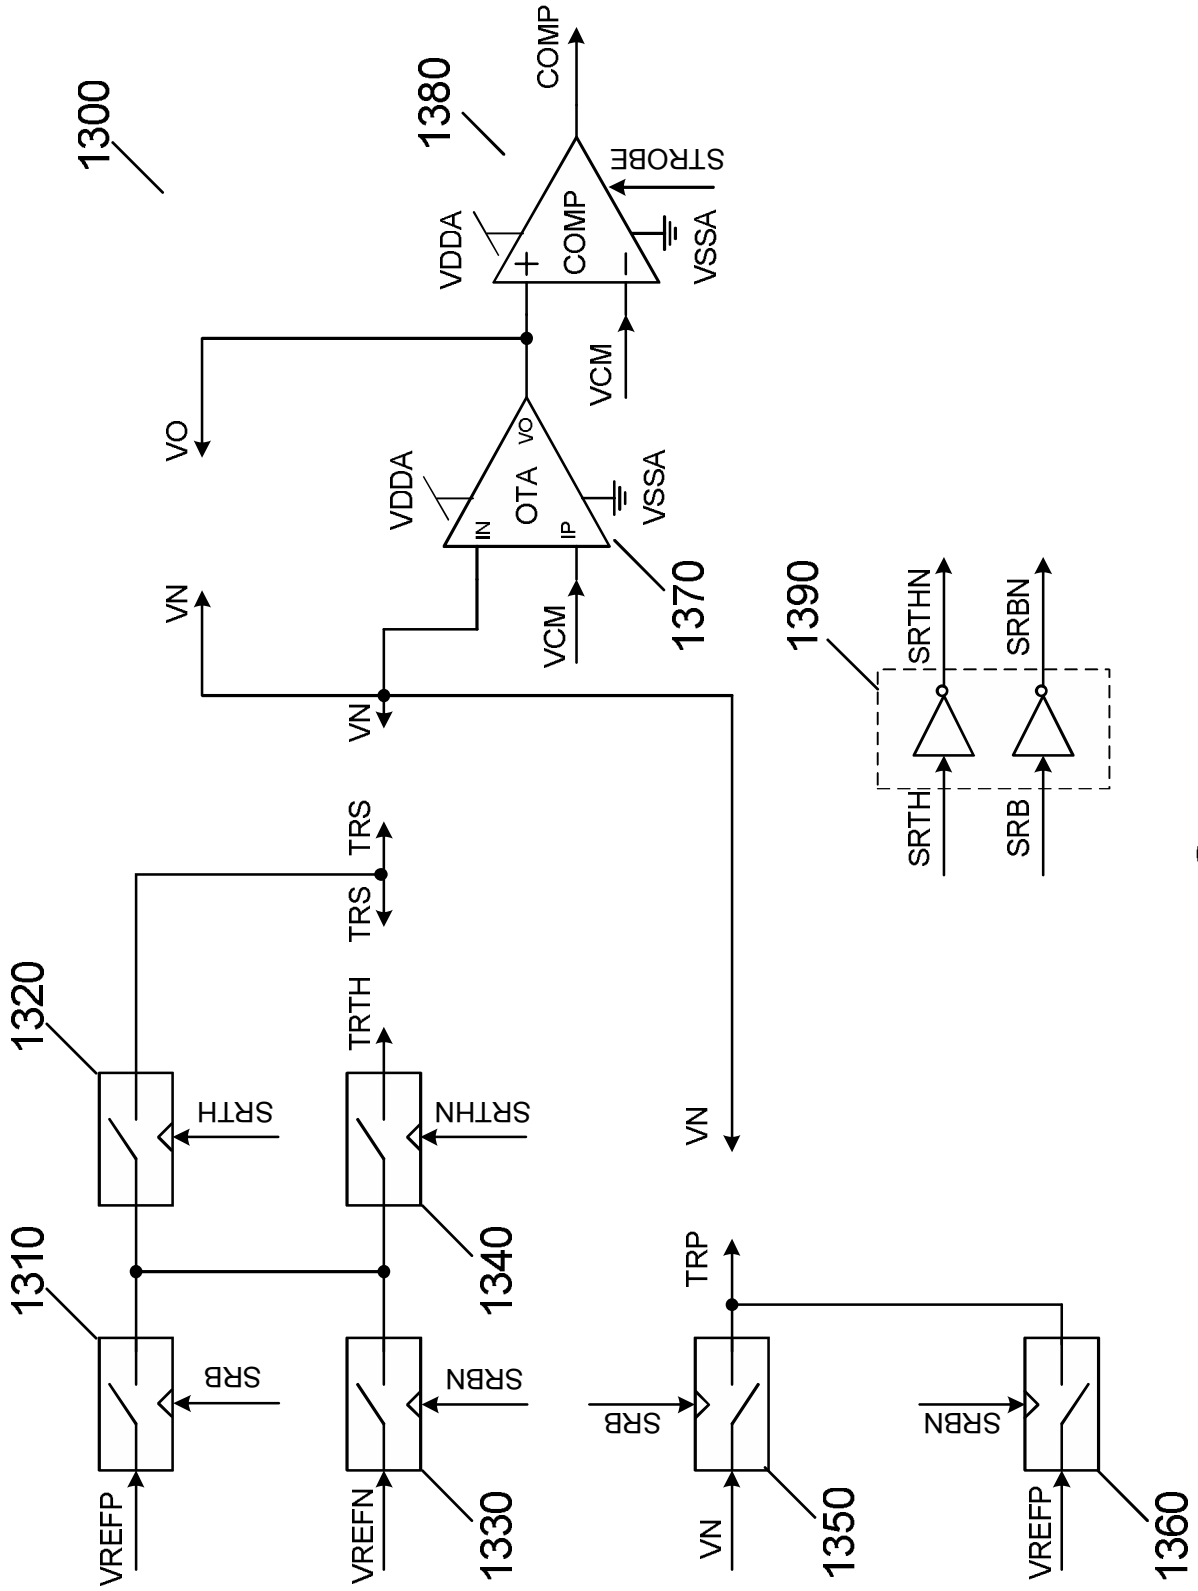 1300
1310
1320
VREFP
SRB
SRTH
1330
1340
VREFN
SRBN
SRTHN
TRTH
TRS
TRS
VN
VN
VO
VCM
IN
IP
OTA
VO
VDDA
VSSA
1370
VDDA
COMP
+
−
VCM
VSSA
STROBE
COMP
1380
VN
SRB
1350
TRP
VN
SRBN
VREFP
1360
1390
SRTH
SRTHN
SRB
SRBN